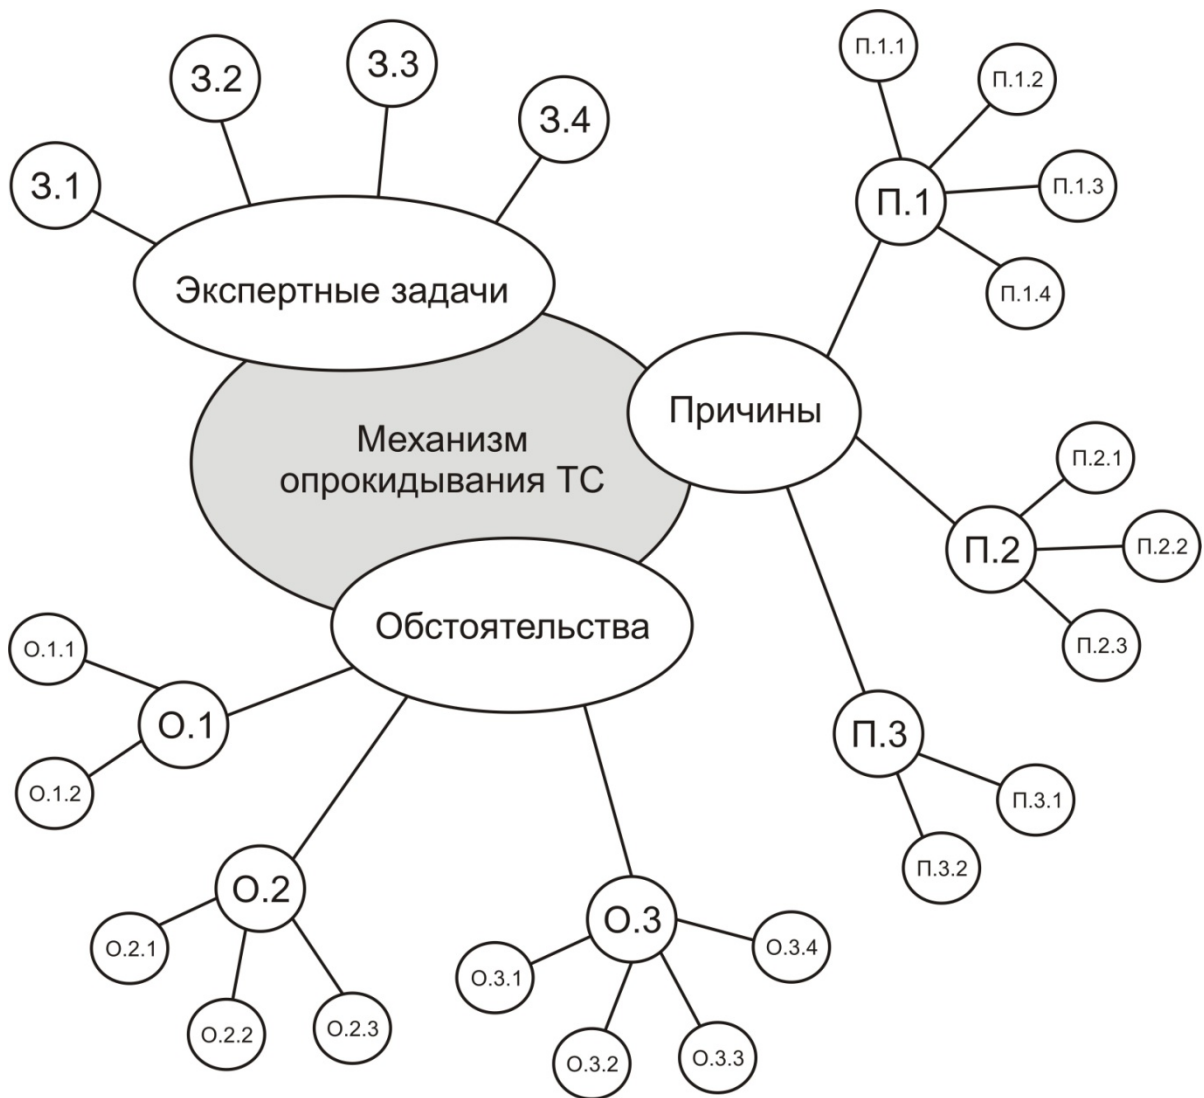 З.1
З.2
З.3
З.4
Экспертные задачи
Механизм
опрокидывания ТС
Причины
П.1
П.1.1
П.1.2
П.1.3
П.1.4
П.2
П.2.1
П.2.2
П.2.3
П.3
П.3.1
П.3.2
Обстоятельства
О.1
О.1.1
О.1.2
О.2
О.2.1
О.2.2
О.2.3
О.3
О.3.1
О.3.2
О.3.3
О.3.4